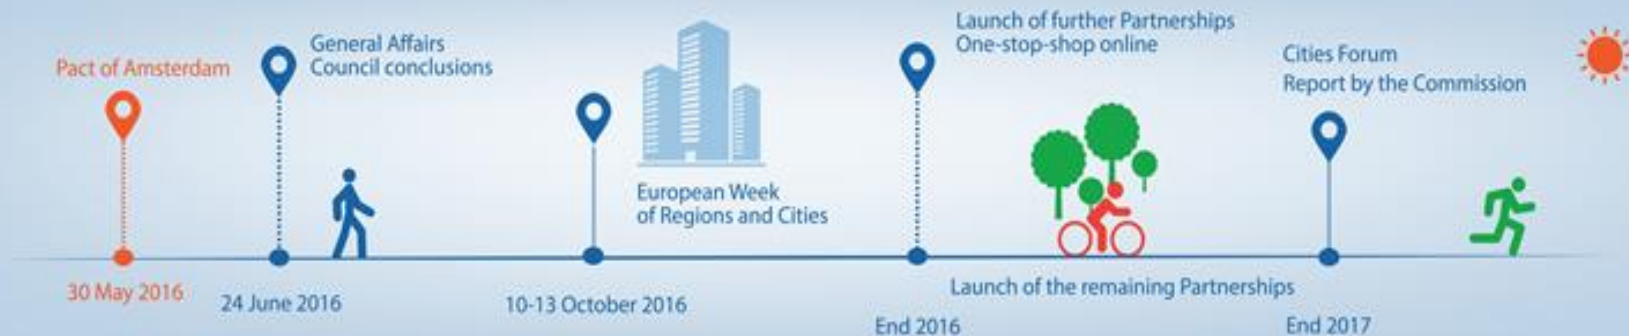 Pact of Amsterdam
30 May 2016
General Affairs
Council conclusions
24 June 2016
European Week
of Regions and Cities
10-13 October 2016
Launch of further Partnerships
One-stop-shop online
End 2016
Launch of the remaining Partnerships
Cities Forum
Report by the Commission
End 2017